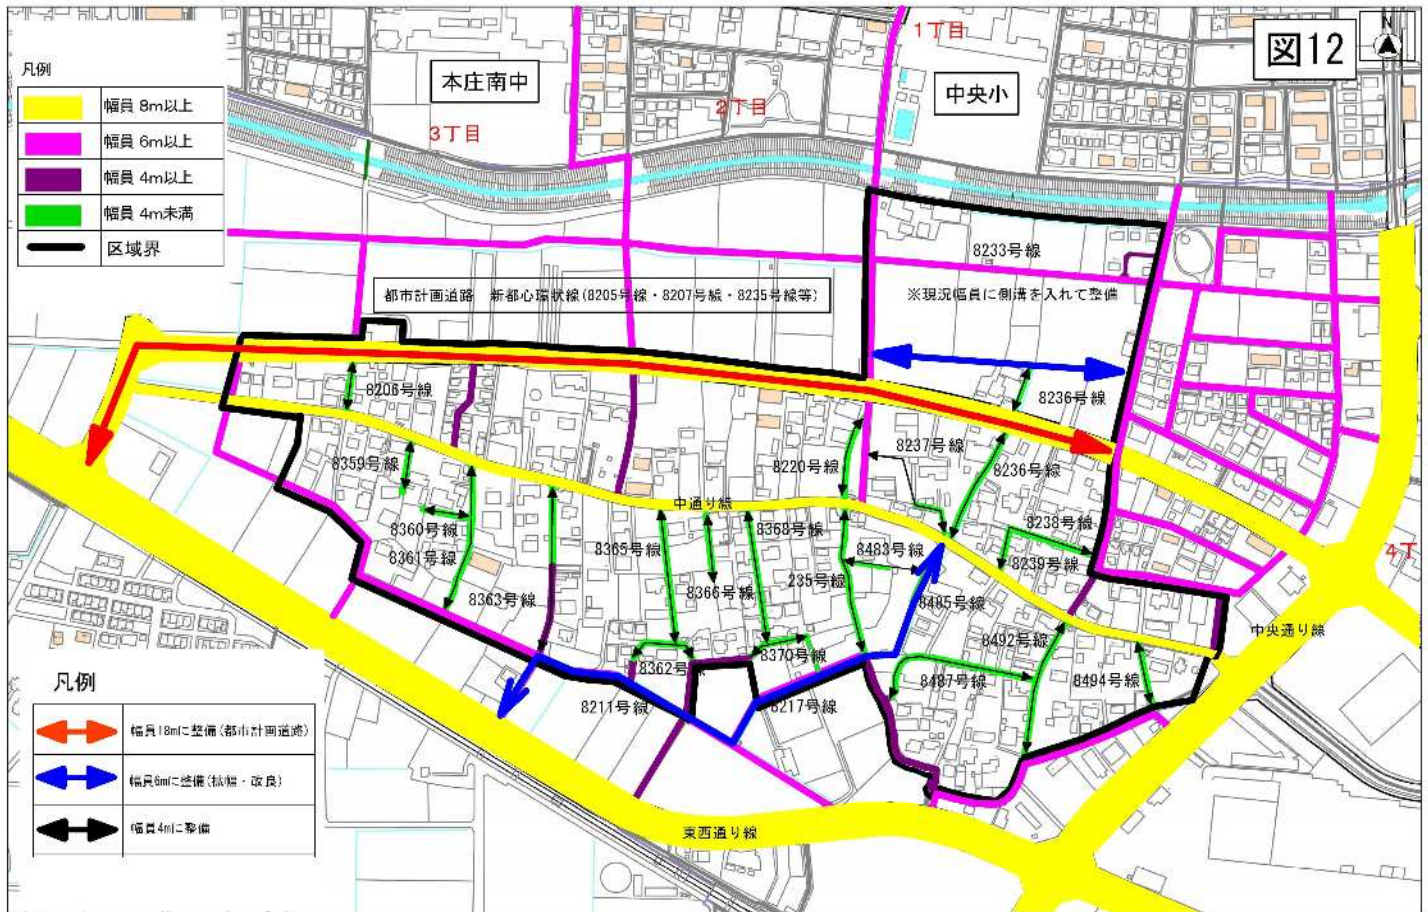 図12
N
1丁目
本庄南中
中央小
2丁目
3丁目
凡例
幅員 8m以上
幅員 6m以上
幅員 4m以上
幅員 4m未満
区域界
8233号線
都市計画道路 新都心環状線(8205号線・8207号線・8235号線等)
※現況幅員に側溝を入れて整備
8206号線
8236号線
8237号線
8359号線
8220号線
8236号線
中通り線
8360号線
8368号線
8238号線
8361号線
8365号線
8483号線
4丁
8239号線
8363号線
8366号線
235号線
8485号線
8492号線
中央通り線
8362号
8370号線
8487号線
8494号線
8211号線
8217号線
凡例
幅員18mに整備(都市計画道路)
幅員6mに整備(拡幅・改良)
幅員4mに整備
東西通り線